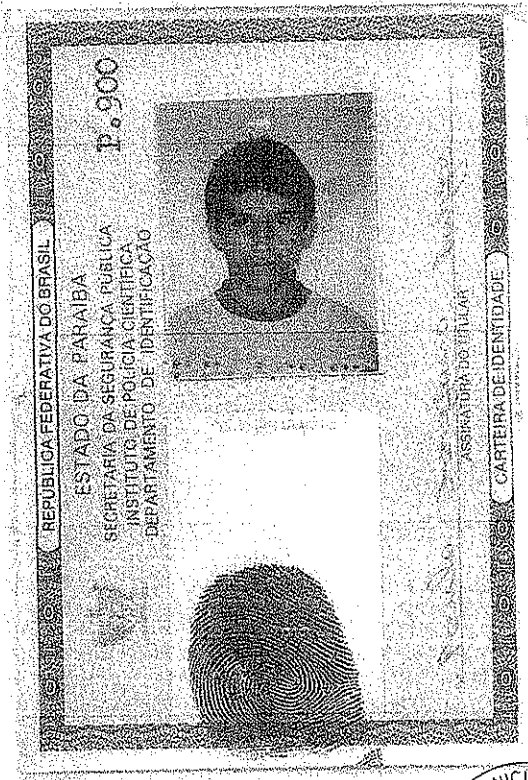 REPÚBLICA FEDERATIVA DO BRASIL
ESTADO DA PARAÍBA
SECRETARIA DA SEGURANÇA PÚBLICA
INSTITUTO DE POLÍCIA CIENTÍFICA
DEPARTAMENTO DE IDENTIFICAÇÃO
P.900
ASSINATURA DO TITULAR
CARTEIRA DE IDENTIDADE